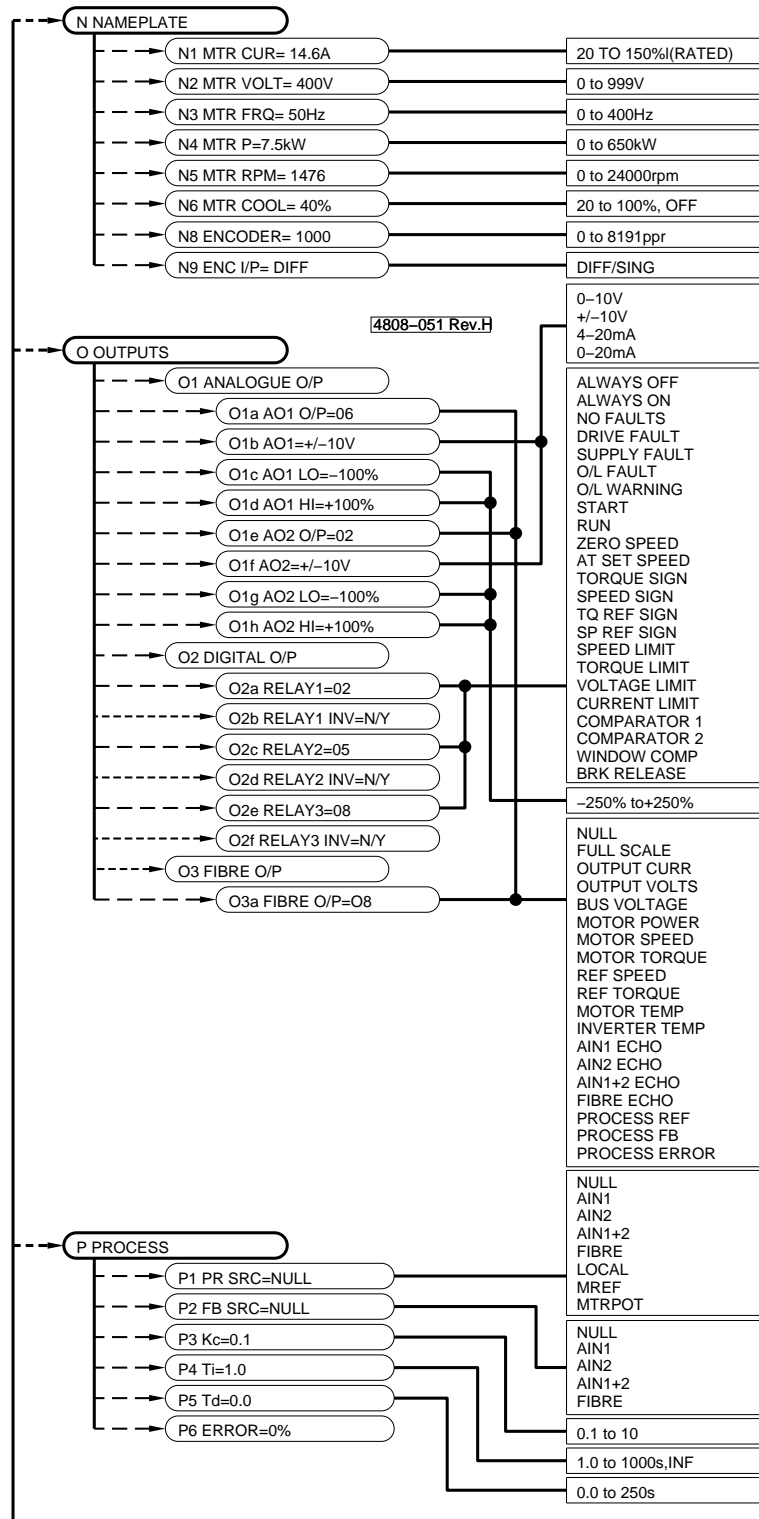 N NAMEPLATE
N1 MTR CUR= 14.6A
20 TO 150%I(RATED)
N2 MTR VOLT= 400V
0 to 999V
N3 MTR FRQ= 50Hz
0 to 400Hz
N4 MTR P=7.5kW
0 to 650kW
N5 MTR RPM= 1476
0 to 24000rpm
N6 MTR COOL= 40%
20 to 100%, OFF
N8 ENCODER= 1000
0 to 8191ppr
N9 ENC I/P= DIFF
DIFF/SING
0–10V
+/–10V
4–20mA
0–20mA
4808–051 Rev.H
O OUTPUTS
O1 ANALOGUE O/P
O1a AO1 O/P=06
O1b AO1=+/–10V
O1c AO1 LO=–100%
O1d AO1 HI=+100%
O1e AO2 O/P=02
O1f AO2=+/–10V
O1g AO2 LO=–100%
O1h AO2 HI=+100%
O2 DIGITAL O/P
O2a RELAY1=02
O2b RELAY1 INV=N/Y
O2c RELAY2=05
O2d RELAY2 INV=N/Y
O2e RELAY3=08
O2f RELAY3 INV=N/Y
O3 FIBRE O/P
O3a FIBRE O/P=O8
ALWAYS OFF
ALWAYS ON
NO FAULTS
DRIVE FAULT
SUPPLY FAULT
O/L FAULT
O/L WARNING
START
RUN
ZERO SPEED
AT SET SPEED
TORQUE SIGN
SPEED SIGN
TQ REF SIGN
SP REF SIGN
SPEED LIMIT
TORQUE LIMIT
VOLTAGE LIMIT
CURRENT LIMIT
COMPARATOR 1
COMPARATOR 2
WINDOW COMP
BRK RELEASE
–250% to+250%
NULL
FULL SCALE
OUTPUT CURR
OUTPUT VOLTS
BUS VOLTAGE
MOTOR POWER
MOTOR SPEED
MOTOR TORQUE
REF SPEED
REF TORQUE
MOTOR TEMP
INVERTER TEMP
AIN1 ECHO
AIN2 ECHO
AIN1+2 ECHO
FIBRE ECHO
PROCESS REF
PROCESS FB
PROCESS ERROR
P PROCESS
P1 PR SRC=NULL
P2 FB SRC=NULL
P3 Kc=0.1
P4 Ti=1.0
P5 Td=0.0
P6 ERROR=0%
NULL
AIN1
AIN2
AIN1+2
FIBRE
LOCAL
MREF
MTRPOT
NULL
AIN1
AIN2
AIN1+2
FIBRE
0.1 to 10
1.0 to 1000s,INF
0.0 to 250s